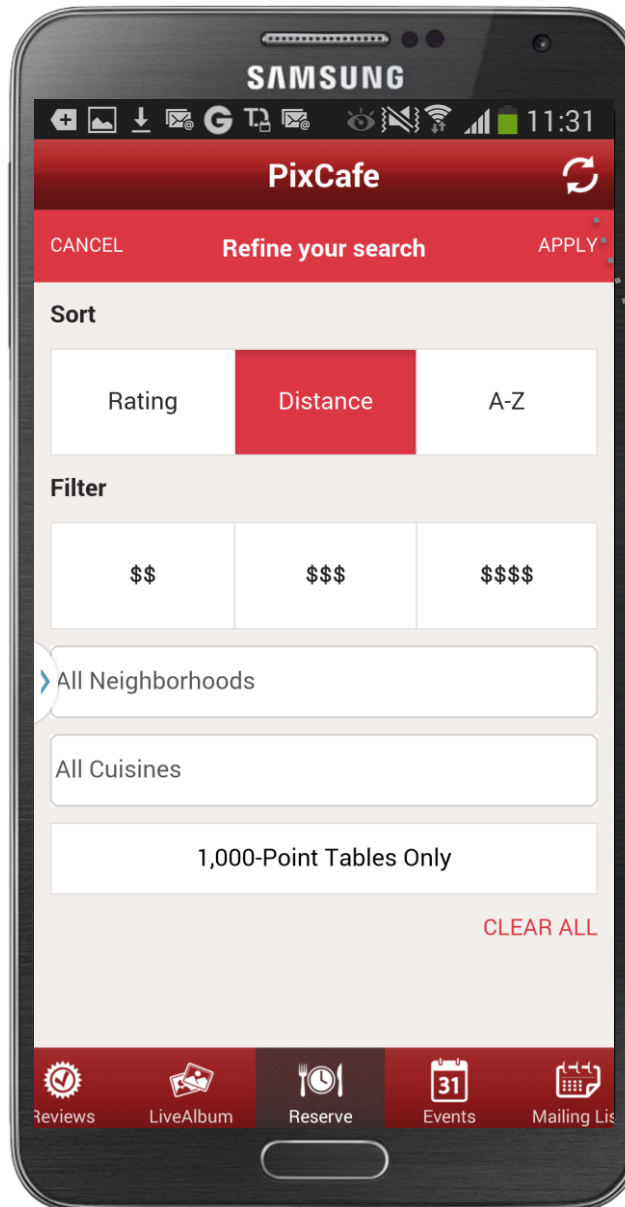 SAMSUNG
11:31
PixCafe
CANCEL Refine your search APPLY
Sort
Rating Distance A-Z
Filter
$$ $$$ $$$$
All Neighborhoods
All Cuisines
1,000-Point Tables Only
CLEAR ALL
31
Reviews LiveAlbum Reserve Events Mailing Lis